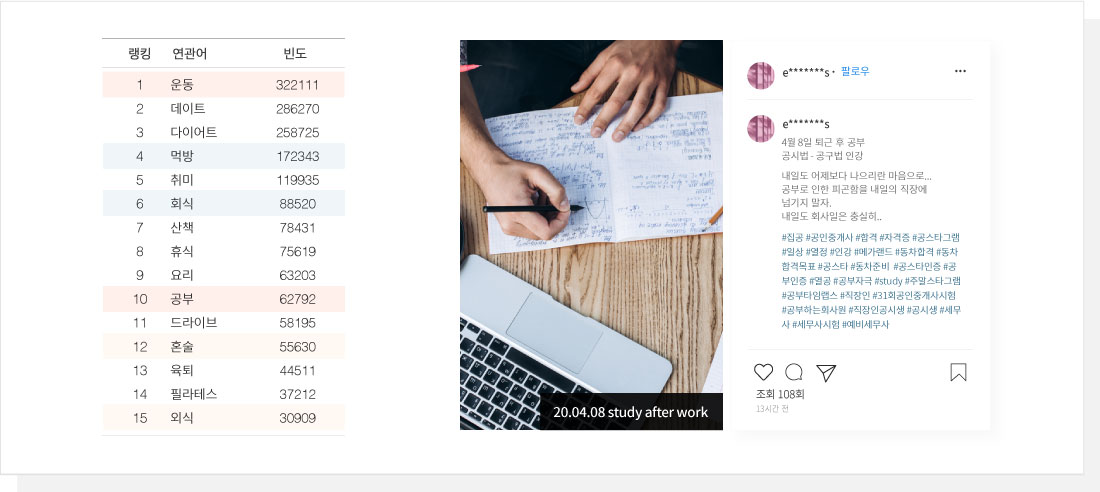 랭킹 연관어 빈도
1 운동 322111
2 데이트 286270
3 다이어트 258725
4 먹방 172343
5 취미 119935
6 회식 88520
7 산책 78431
8 휴식 75619
9 요리 63203
10 공부 62792
11 드라이브 58195
12 혼술 55630
13 육퇴 44511
14 필라테스 37212
15 외식 30909
20.04.08 study after work
e*******s · 팔로우
e*******s
4월 8일 퇴근 후 공부
공시법 - 공구법 인강
내일도 어제보다 나으리란 마음으로...
공부로 인한 피곤함을 내일의 직장에
넘기지 말자.
내일도 회사일은 충실히..
#집공 #공인중개사 #합격 #자격증 #공스타그램
#일상 #열정 #인강 #메가랜드 #동차합격 #동차
합격목표 #공스타 #동차준비 #공스타인증 #공
부인증 #열공 #공부자극 #study #주말스타그램
#공부타임랩스 #직장인 #31회공인중개사시험
#공부하는회사원 #직장인공시생 #공시생 #세무
사 #세무사시험 #예비세무사
조회 108회
13시간 전